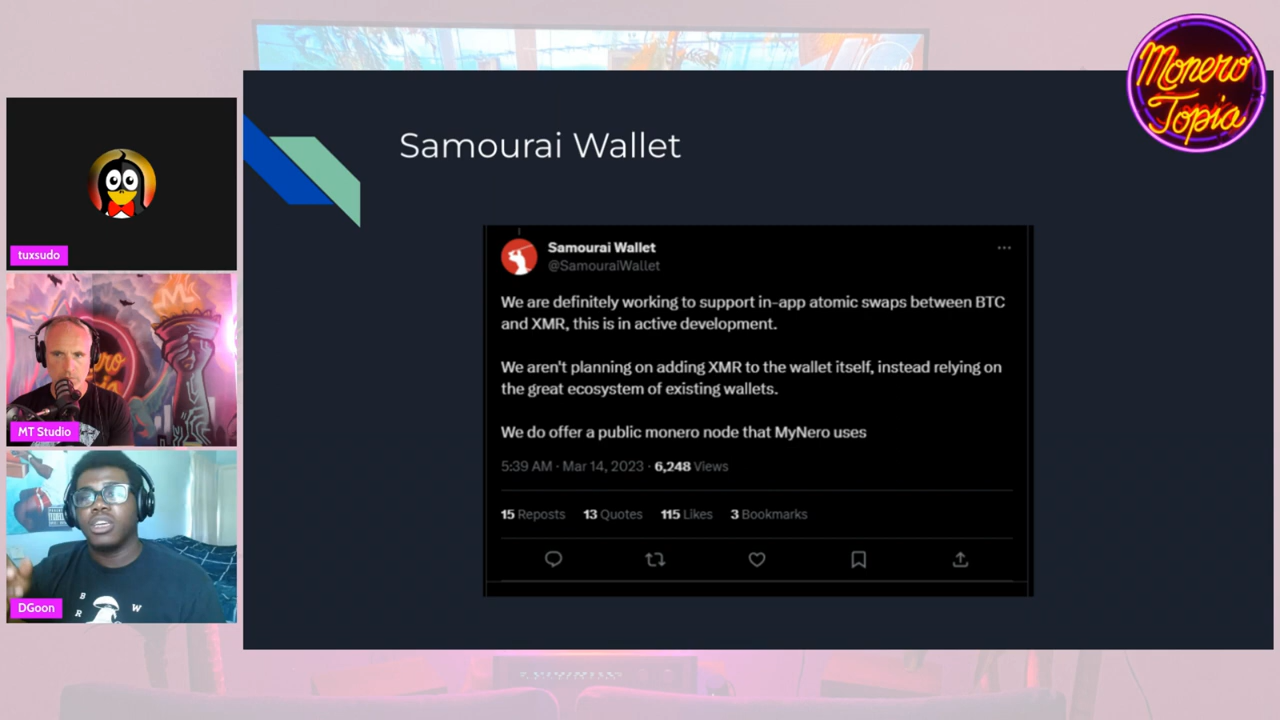 Monero
Topia
Samourai Wallet
tuxsudo
MT Studio
DGoon
Samourai Wallet
@SamouraiWallet
We are definitely working to support in-app atomic swaps between BTC
and XMR, this is in active development.
We aren't planning on adding XMR to the wallet itself, instead relying on
the great ecosystem of existing wallets.
We do offer a public monero node that MyNero uses
5:39 AM · Mar 14, 2023 · 6,248 Views
15 Reposts 13 Quotes 115 Likes 3 Bookmarks
B
R W